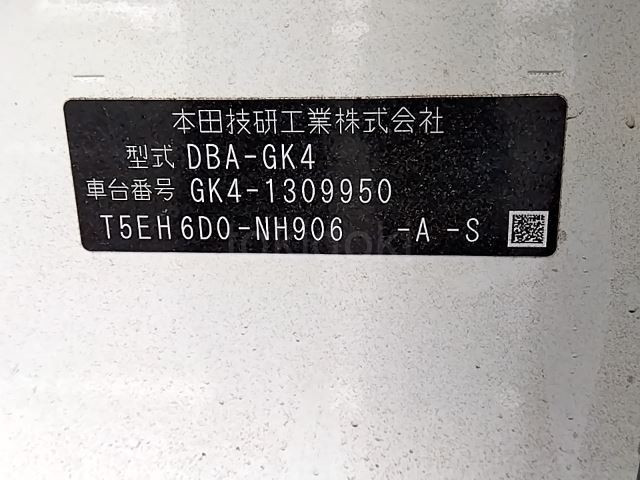 本田技研工業株式会社
型式 DBA-GK4
車台番号 GK4-1309950
T5EH6D0-NH906 -A -S